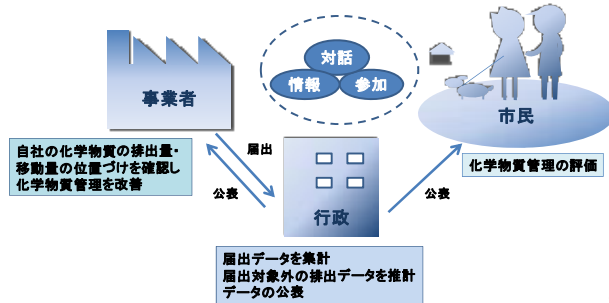 対話
情報
参加
事業者
市民
自社の化学物質の排出量・
移動量の位置づけを確認し
化学物質管理を改善
届出
公表
行政
公表
化学物質管理の評価
届出データを集計
届出対象外の排出データを推計
データの公表